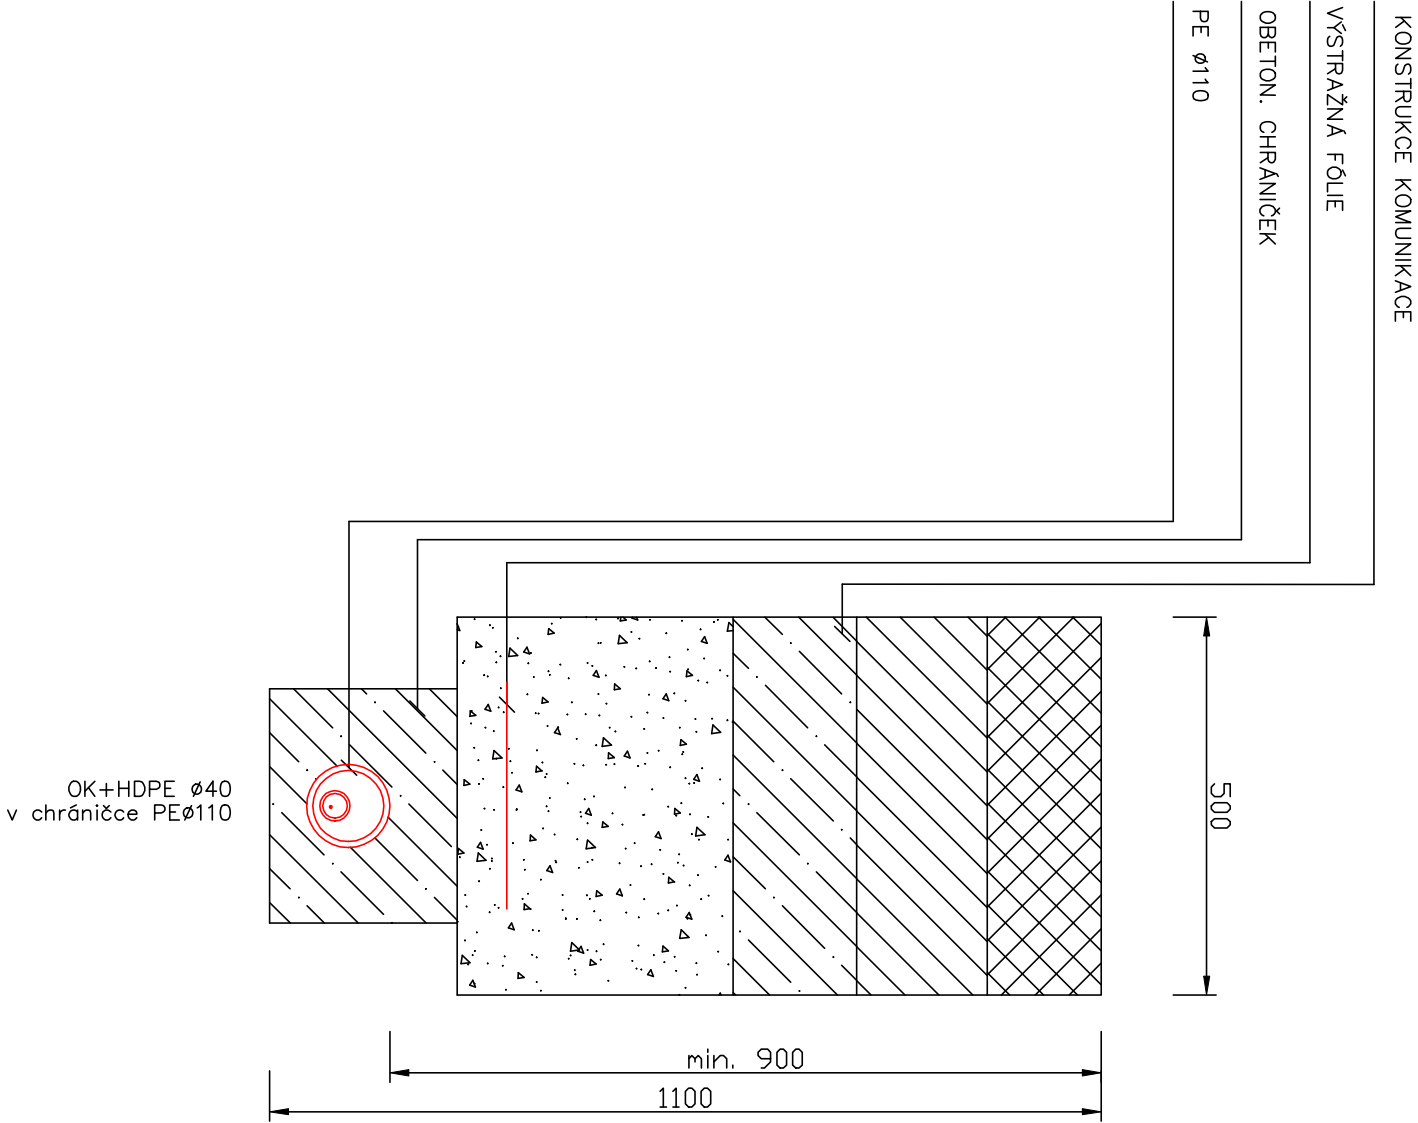 KONSTRUKCE KOMUNIKACE
VÝSTRAŽNÁ FÓLIE
OBETON. CHRÁNIČEK
PE ø110
OK+HDPE ø40
v chráničce PEø110
500
min. 900
1100